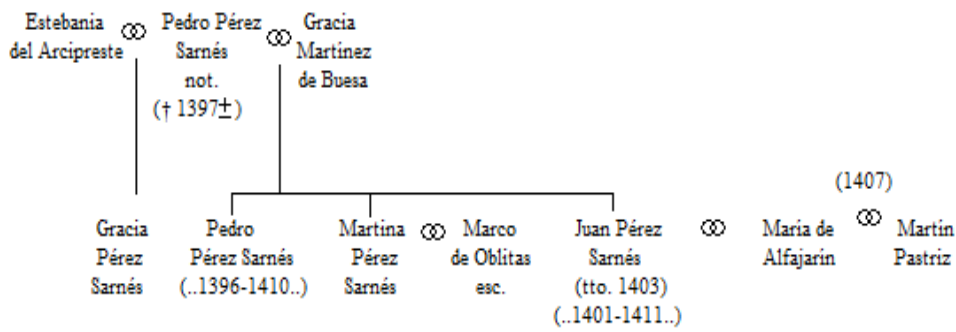 Estebania
del Arcipreste
Pedro Pérez
Sarnés
not.
(† 1397±)
Gracia
Martínez
de Buesa
(1407)
Gracia
Pérez
Sarnés
Pedro
Pérez Sarnés
(..1396-1410..)
Martina
Pérez
Sarnés
Marco
de Oblitas
esc.
Juan Pérez
Sarnés
(tto. 1403)
(..1401-1411..)
María de
Alfajarín
Martín
Pastriz